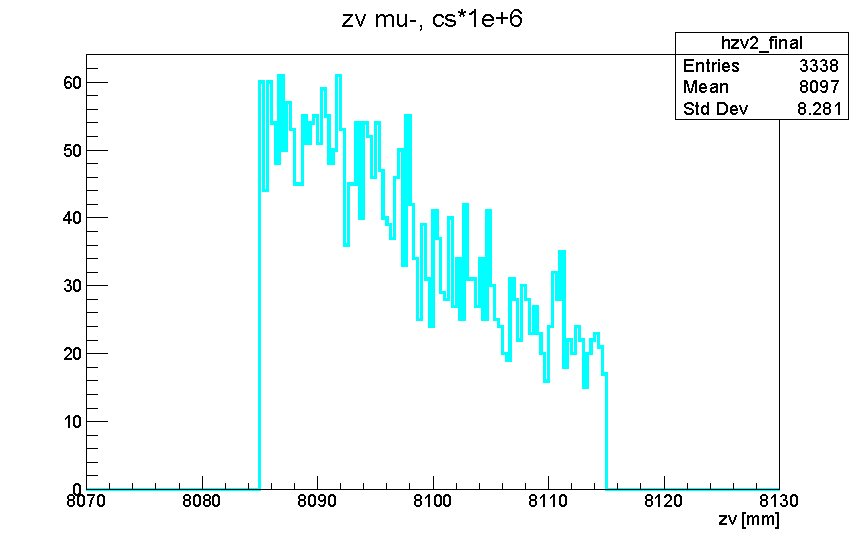 zv mu-, cs*1e+6
hzv2_final
Entries 3338
Mean 8097
Std Dev 8.281
60
50
40
30
20
10
0
8070 8080 8090 8100 8110 8120 8130
zv [mm]